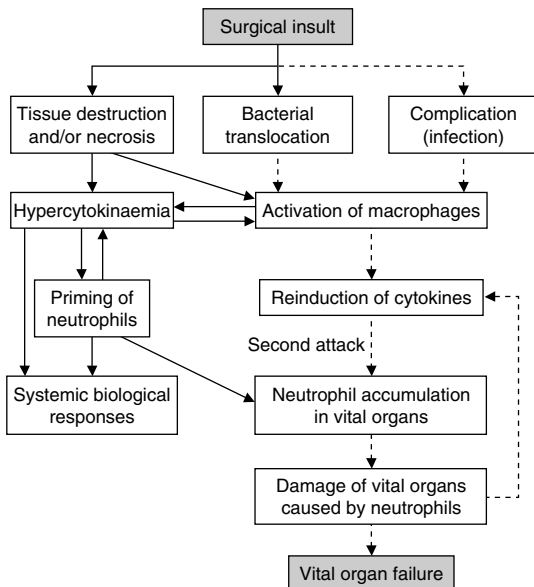 Surgical insult
Tissue destruction
and/or necrosis
Bacterial
translocation
Complication
(infection)
Hypercytokinaemia
Activation of macrophages
Priming of
neutrophils
Reinduction of cytokines
Second attack
Systemic biological
responses
Neutrophil accumulation
in vital organs
Damage of vital organs
caused by neutrophils
Vital organ failure